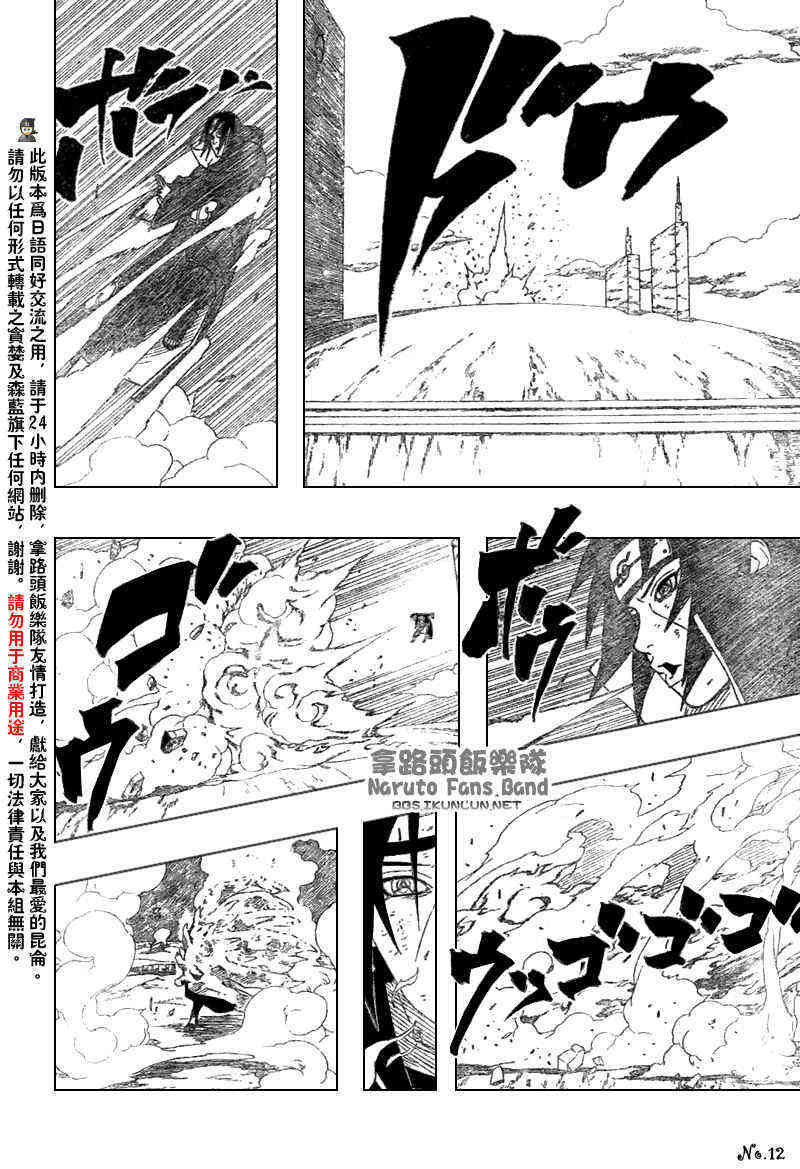 ドウ
ボッ
ボウ
ゴウ
ゴゴゴゴッウ
此版本爲日語同好交流之用，請于24小時内刪除，拿路頭飯樂隊友情打造，獻給大家以及我們最愛的昆侖。
請勿以任何形式轉載之貪婪及森藍旗下任何網站，謝謝。請勿用于商業用途，一切法律責任與本組無關。
拿路頭飯樂隊
Naruto Fans Band
BBS.IKUNLUN.NET
No.12